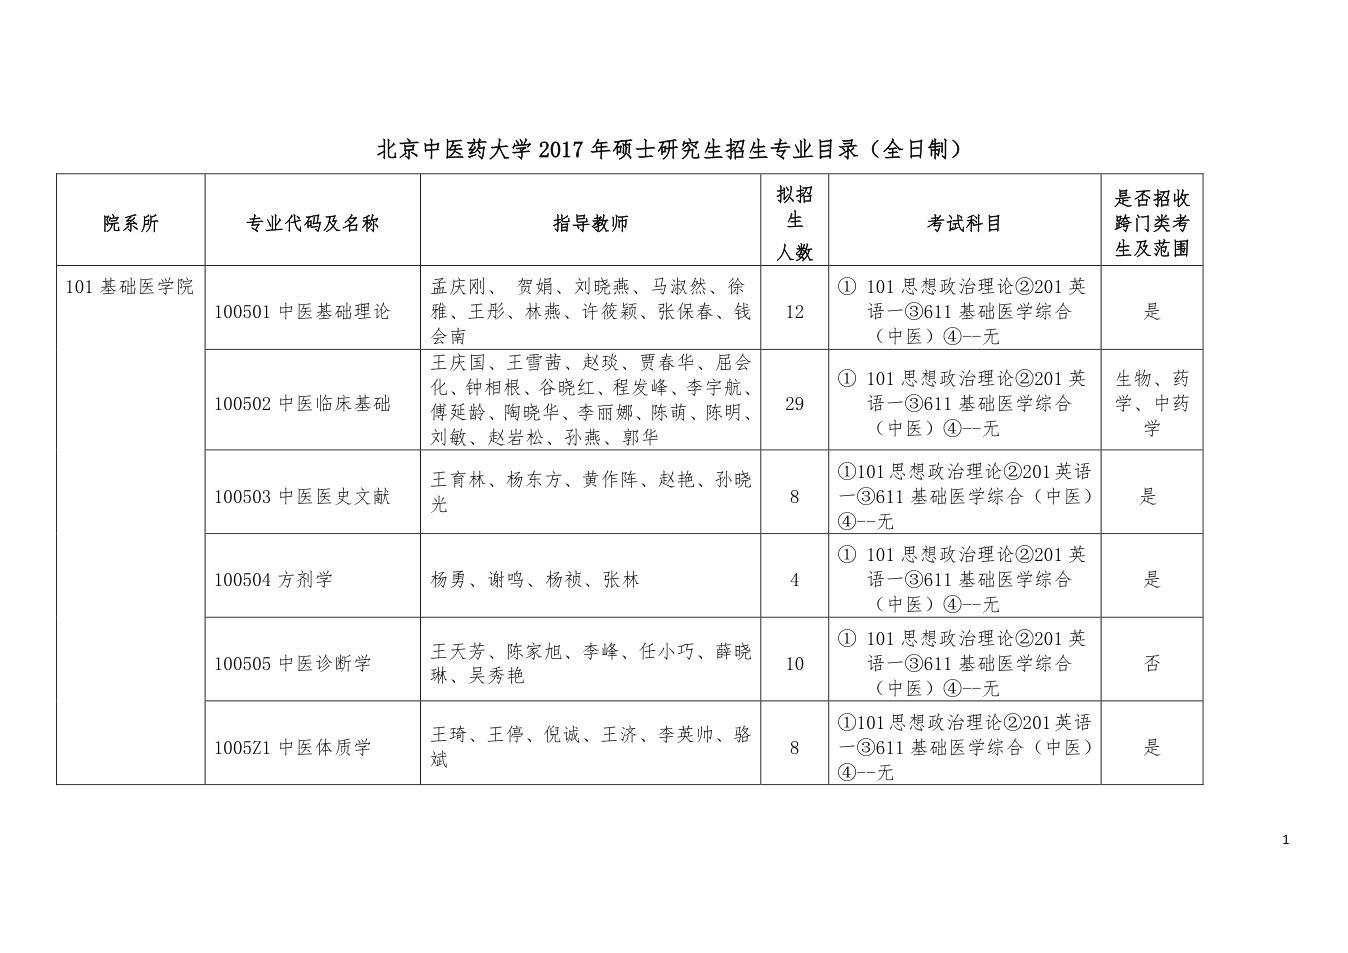 北京中医药大学 2017 年硕士研究生招生专业目录（全日制）
院系所
专业代码及名称
指导教师
拟招
生
人数
考试科目
是否招收
跨门类考
生及范围
101 基础医学院
100501 中医基础理论
孟庆刚、 贺娟、刘晓燕、马淑然、徐
雅、王彤、林燕、许筱颖、张保春、钱
会南
12
① 101 思想政治理论②201 英
语一③611 基础医学综合
（中医）④--无
是
100502 中医临床基础
王庆国、王雪茜、赵琰、贾春华、屈会
化、钟相根、谷晓红、程发峰、李宇航、
傅延龄、陶晓华、李丽娜、陈萌、陈明、
刘敏、赵岩松、孙燕、郭华
29
① 101 思想政治理论②201 英
语一③611 基础医学综合
（中医）④--无
生物、药
学、中药
学
100503 中医医史文献
王育林、杨东方、黄作阵、赵艳、孙晓
光
8
①101 思想政治理论②201 英语
一③611 基础医学综合（中医）
④--无
是
100504 方剂学
杨勇、谢鸣、杨祯、张林
4
① 101 思想政治理论②201 英
语一③611 基础医学综合
（中医）④--无
是
100505 中医诊断学
王天芳、陈家旭、李峰、任小巧、薛晓
琳、吴秀艳
10
① 101 思想政治理论②201 英
语一③611 基础医学综合
（中医）④--无
否
1005Z1 中医体质学
王琦、王停、倪诚、王济、李英帅、骆
斌
8
①101 思想政治理论②201 英语
一③611 基础医学综合（中医）
④--无
是
1